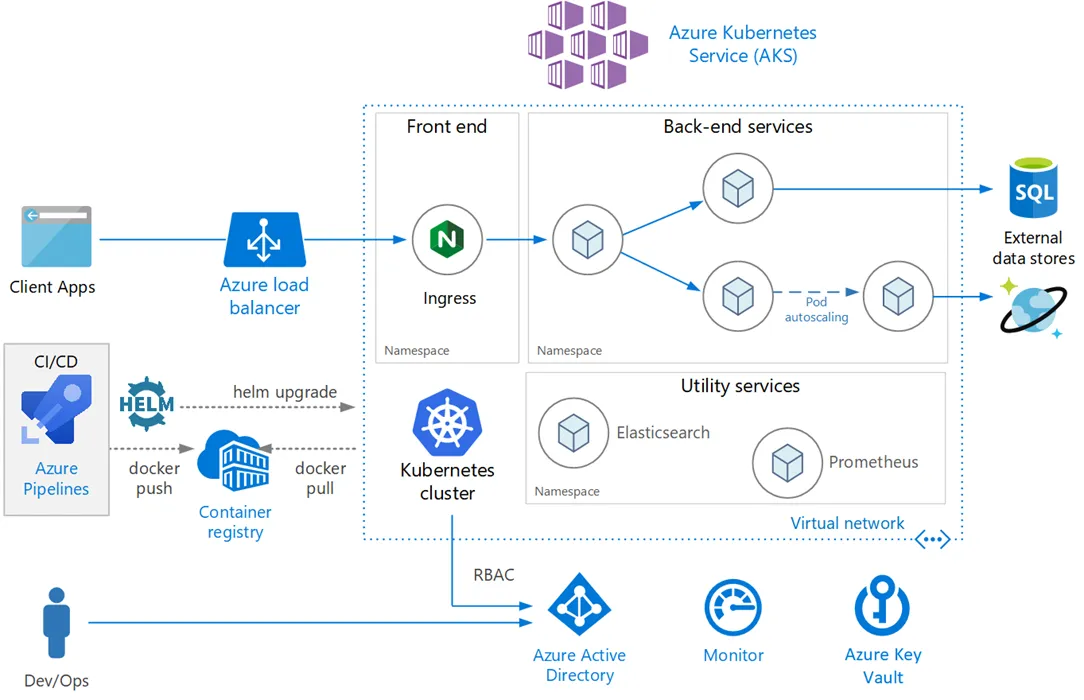 Azure Kubernetes
Service (AKS)
Front end
Back-end services
SQL
External
data stores
Client Apps
Azure load
balancer
N
Ingress
Pod
autoscaling
Namespace
Namespace
CI/CD
HELM
helm upgrade
Azure
Pipelines
docker
push
docker
pull
Container
registry
Kubernetes
cluster
Utility services
Elasticsearch
Prometheus
Namespace
Virtual network
RBAC
Dev/Ops
Azure Active
Directory
Monitor
Azure Key
Vault